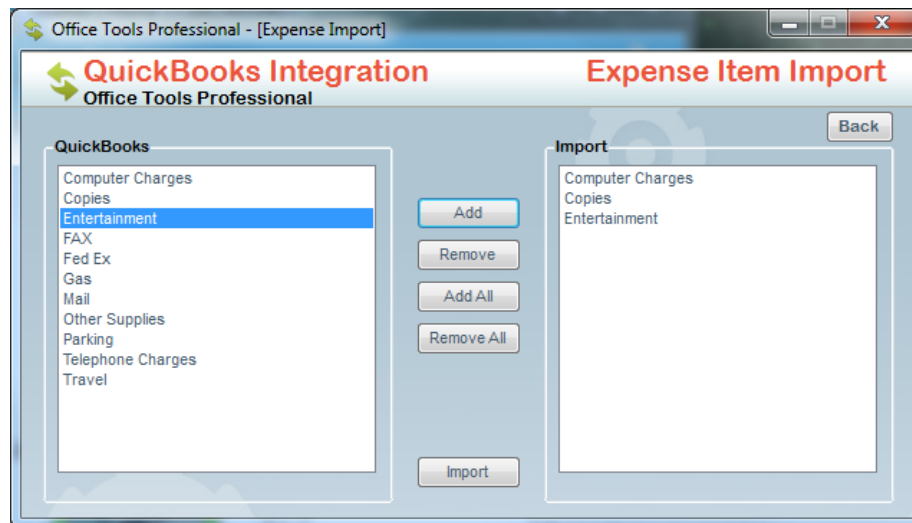 Office Tools Professional - [Expense Import]
QuickBooks Integration
Expense Item Import
Office Tools Professional
Back
QuickBooks
Computer Charges
Copies
Entertainment
FAX
Fed Ex
Gas
Mail
Other Supplies
Parking
Telephone Charges
Travel
Add
Remove
Add All
Remove All
Import
Import
Computer Charges
Copies
Entertainment